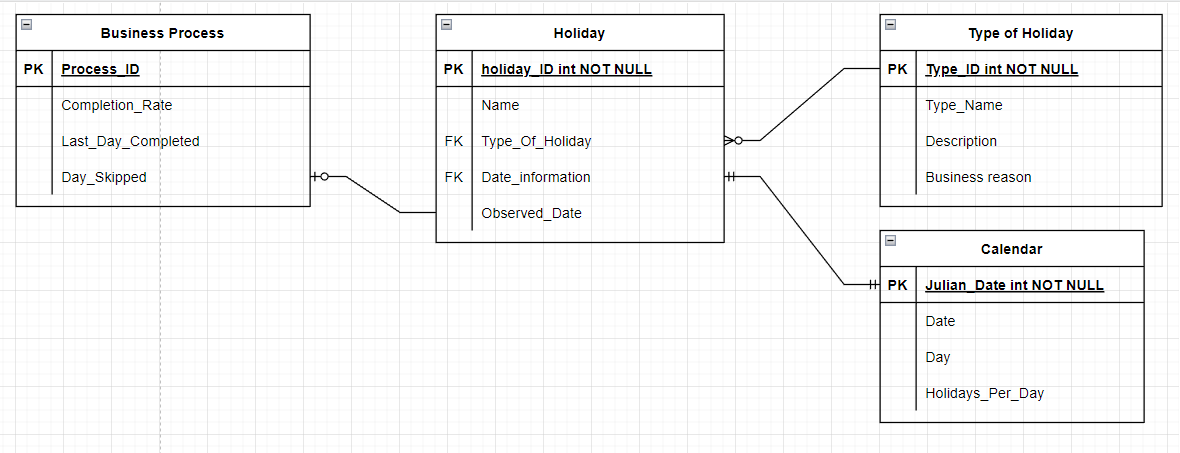 Business Process
PK Process_ID
Completion_Rate
Last_Day_Completed
Day_Skipped
Holiday
PK holiday_ID int NOT NULL
Name
FK Type_Of_Holiday
FK Date_information
Observed_Date
Type of Holiday
PK Type_ID int NOT NULL
Type_Name
Description
Business reason
Calendar
PK Julian_Date int NOT NULL
Date
Day
Holidays_Per_Day